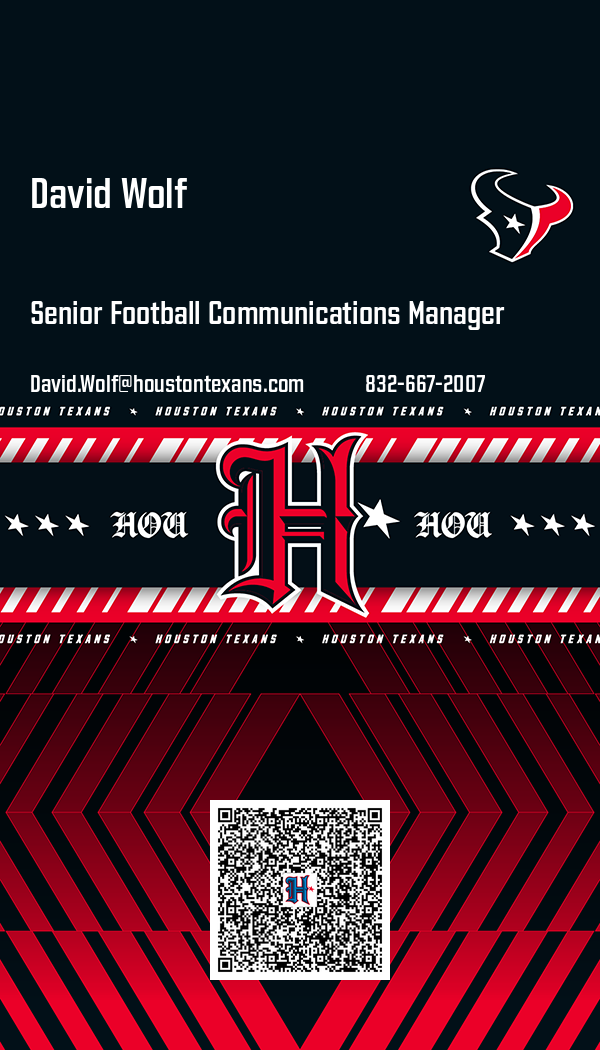 David Wolf
Senior Football Communications Manager
David.Wolf@houstontexans.com 832-667-2007
OUSTON TEXANS HOUSTON TEXANS HOUSTON TEXANS HOUSTON TEXAN
HOU H HOU
OUSTON TEXANS HOUSTON TEXANS HOUSTON TEXANS HOUSTON TEXAN
H